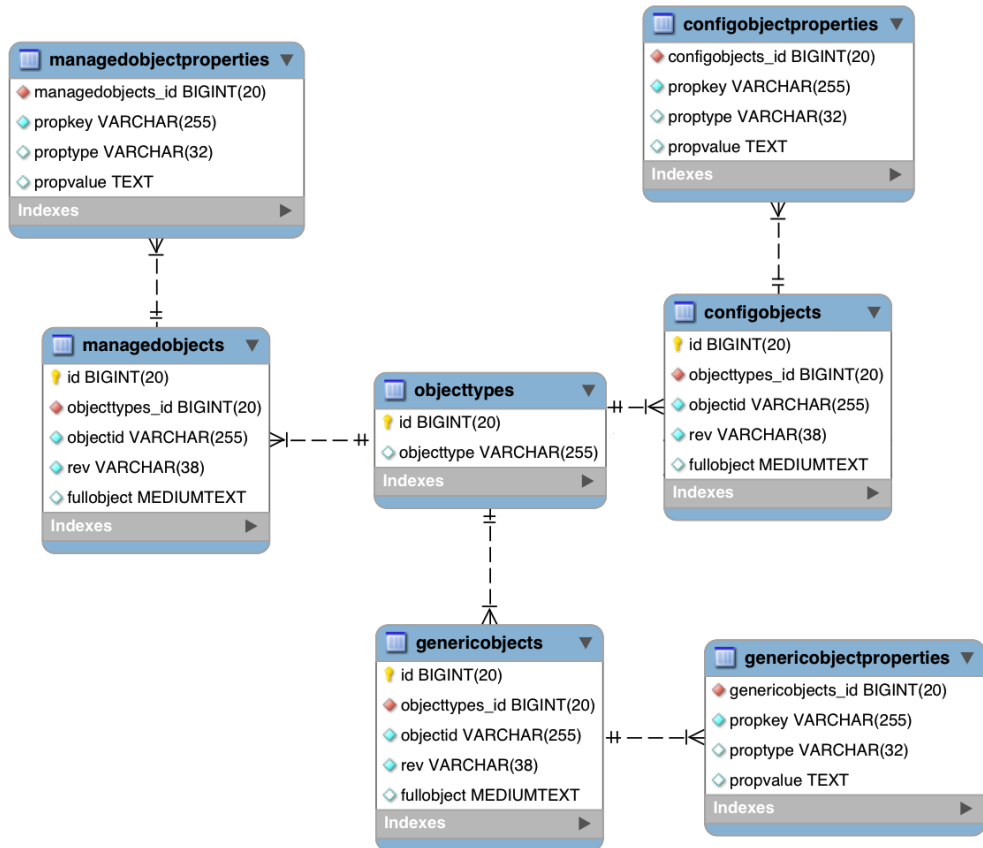 managedobjectproperties
managedobjects_id BIGINT(20)
propkey VARCHAR(255)
proptype VARCHAR(32)
propvalue TEXT
Indexes
configobjectproperties
configobjects_id BIGINT(20)
propkey VARCHAR(255)
proptype VARCHAR(32)
propvalue TEXT
Indexes
managedobjects
id BIGINT(20)
objecttypes_id BIGINT(20)
objectid VARCHAR(255)
rev VARCHAR(38)
fullobject MEDIUMTEXT
Indexes
objecttypes
id BIGINT(20)
objecttype VARCHAR(255)
Indexes
configobjects
id BIGINT(20)
objecttypes_id BIGINT(20)
objectid VARCHAR(255)
rev VARCHAR(38)
fullobject MEDIUMTEXT
Indexes
genericobjects
id BIGINT(20)
objecttypes_id BIGINT(20)
objectid VARCHAR(255)
rev VARCHAR(38)
fullobject MEDIUMTEXT
Indexes
genericobjectproperties
genericobjects_id BIGINT(20)
propkey VARCHAR(255)
proptype VARCHAR(32)
propvalue TEXT
Indexes